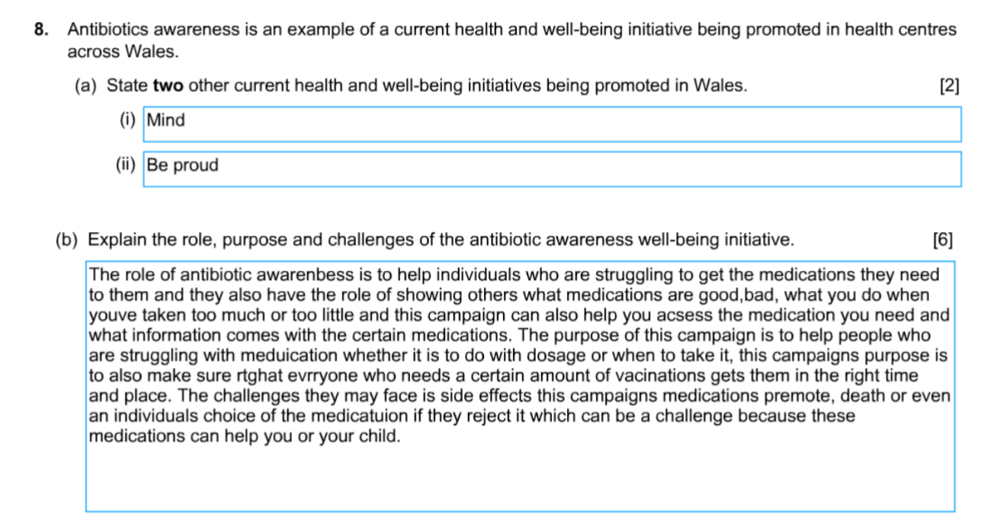 8. Antibiotics awareness is an example of a current health and well-being initiative being promoted in health centres
across Wales.
(a) State two other current health and well-being initiatives being promoted in Wales. [2]
(i) Mind
(ii) Be proud
(b) Explain the role, purpose and challenges of the antibiotic awareness well-being initiative. [6]
The role of antibiotic awarenbess is to help individuals who are struggling to get the medications they need
to them and they also have the role of showing others what medications are good,bad, what you do when
youve taken too much or too little and this campaign can also help you acsess the medication you need and
what information comes with the certain medications. The purpose of this campaign is to help people who
are struggling with meduication whether it is to do with dosage or when to take it, this campaigns purpose is
to also make sure rtghat evrryone who needs a certain amount of vacinations gets them in the right time
and place. The challenges they may face is side effects this campaigns medications premote, death or even
an individuals choice of the medicatuion if they reject it which can be a challenge because these
medications can help you or your child.